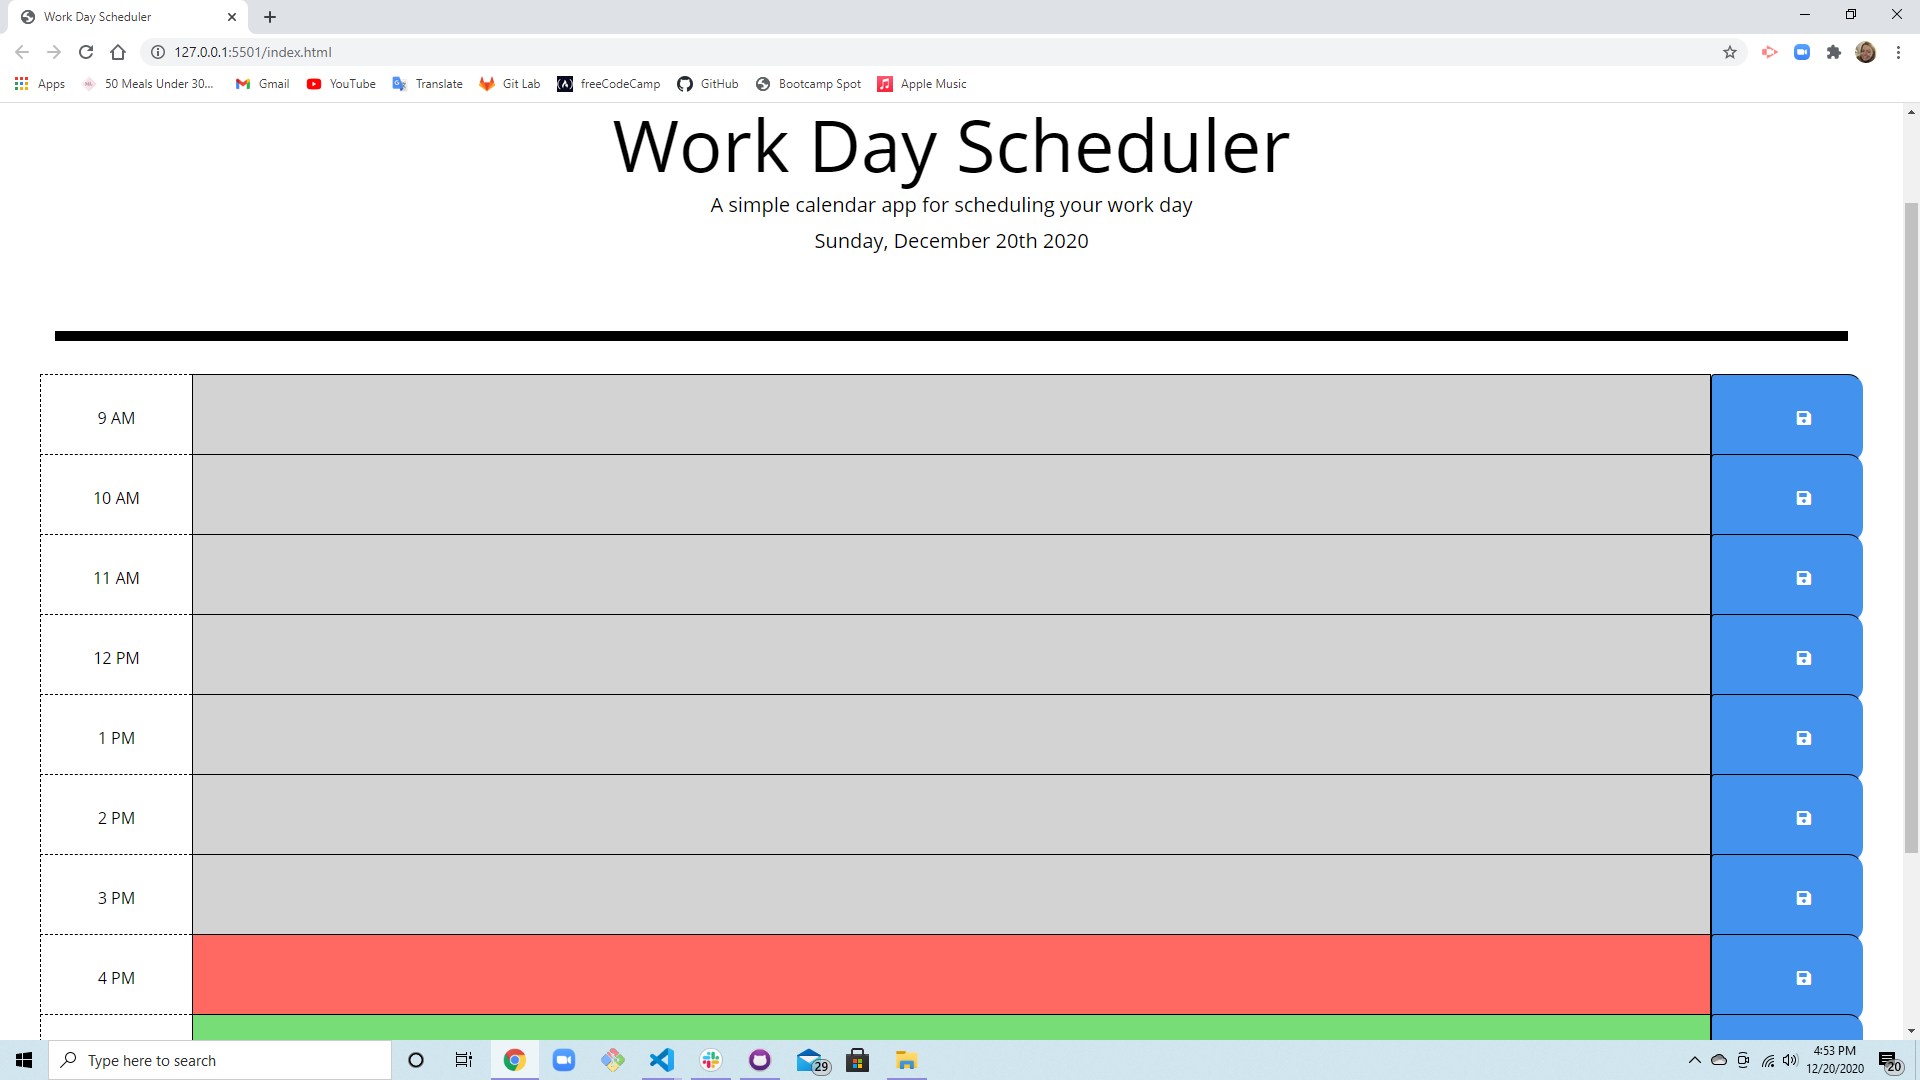 Work Day Scheduler
127.0.0.1:5501/index.html
Apps
50 Meals Under 30...
Gmail
YouTube
Translate
Git Lab
freeCodeCamp
GitHub
Bootcamp Spot
Apple Music
Work Day Scheduler
A simple calendar app for scheduling your work day
Sunday, December 20th 2020
9 AM
10 AM
11 AM
12 PM
1 PM
2 PM
3 PM
4 PM
Type here to search
29
4:53 PM
12/20/2020
20